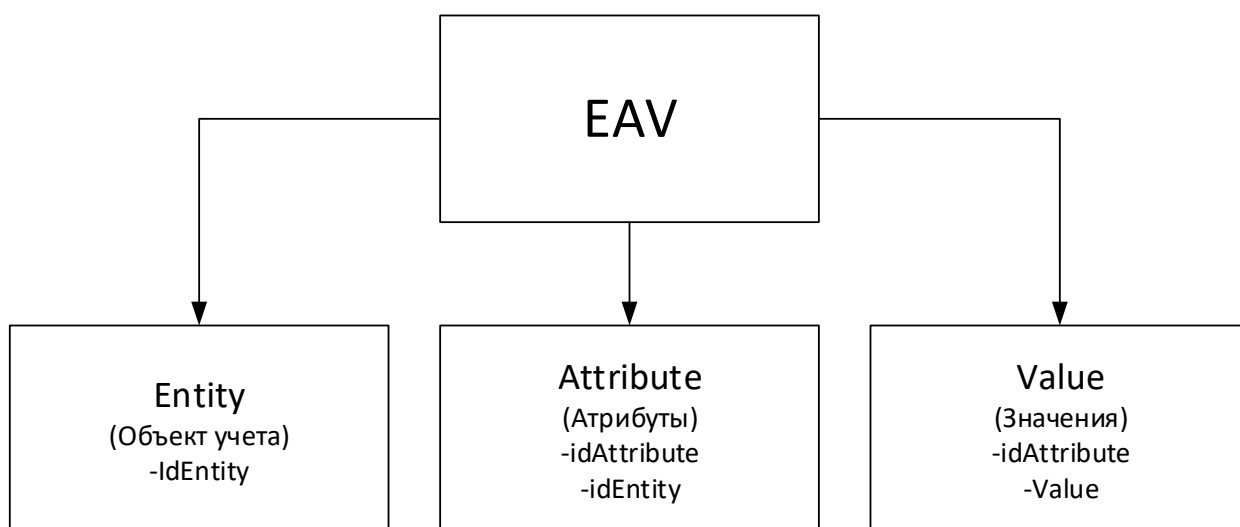 EAV
Entity
(Объект учета)
-IdEntity
Attribute
(Атрибуты)
-idAttribute
-idEntity
Value
(Значения)
-idAttribute
-Value